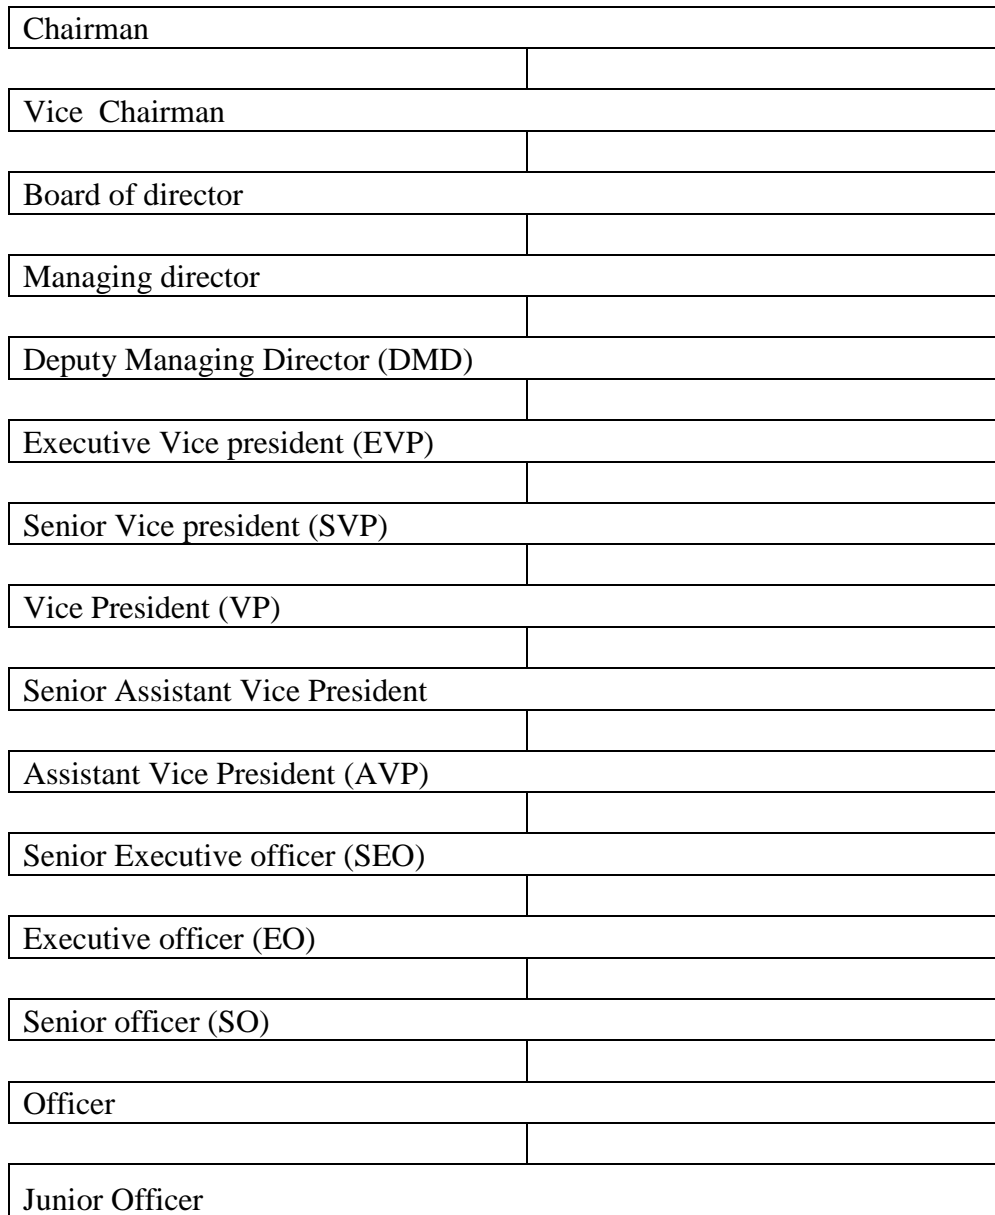 Chairman
Vice  Chairman
Board of director
Managing director
Deputy Managing Director (DMD)
Executive Vice president (EVP)
Senior Vice president (SVP)
Vice President (VP)
Senior Assistant Vice President
Assistant Vice President (AVP)
Senior Executive officer (SEO)
Executive officer (EO)
Senior officer (SO)
Officer
Junior Officer